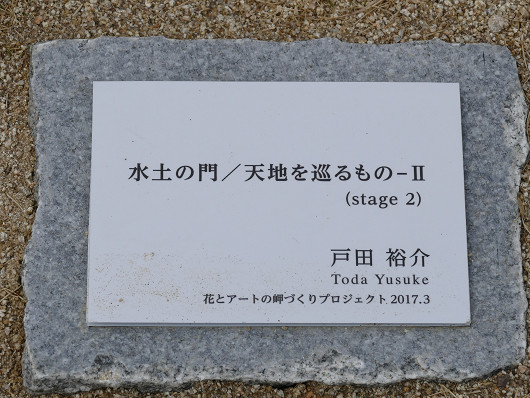 水土の門／天地を巡るもの−Ⅱ
(stage 2)
戸田 裕介
Toda Yusuke
花とアートの岬づくりプロジェクト 2017.3